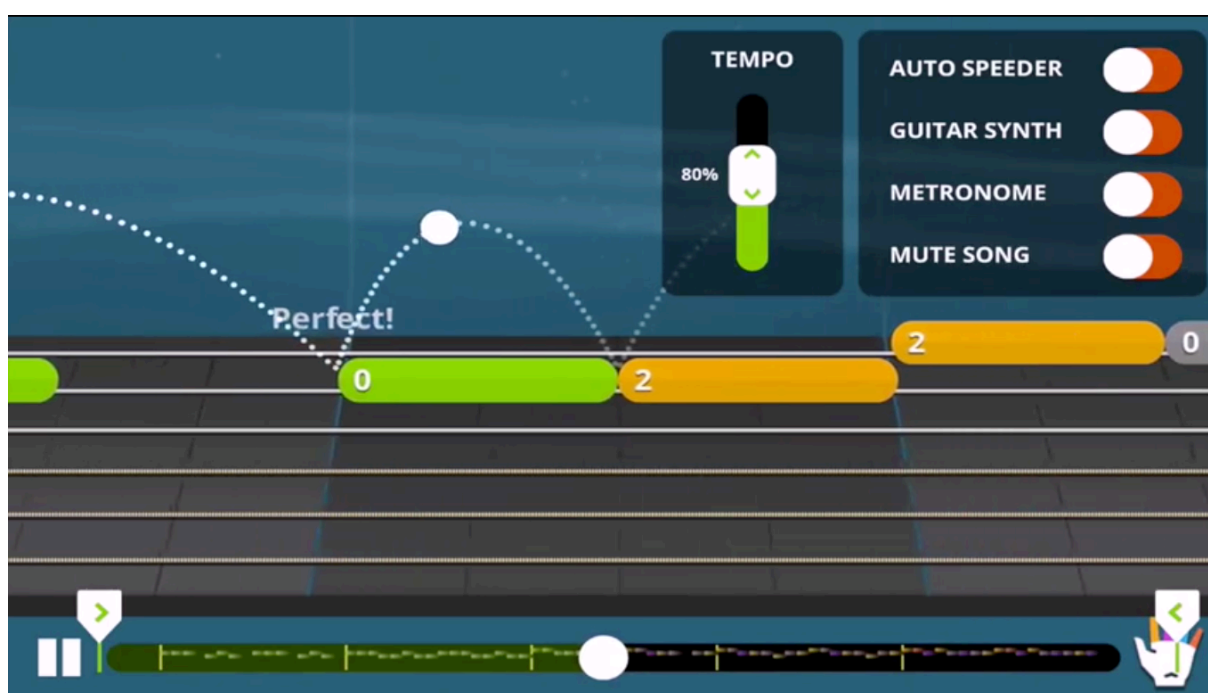 TEMPO
80%
AUTO SPEEDER
GUITAR SYNTH
METRONOME
MUTE SONG
Perfect!
2
0
0
2